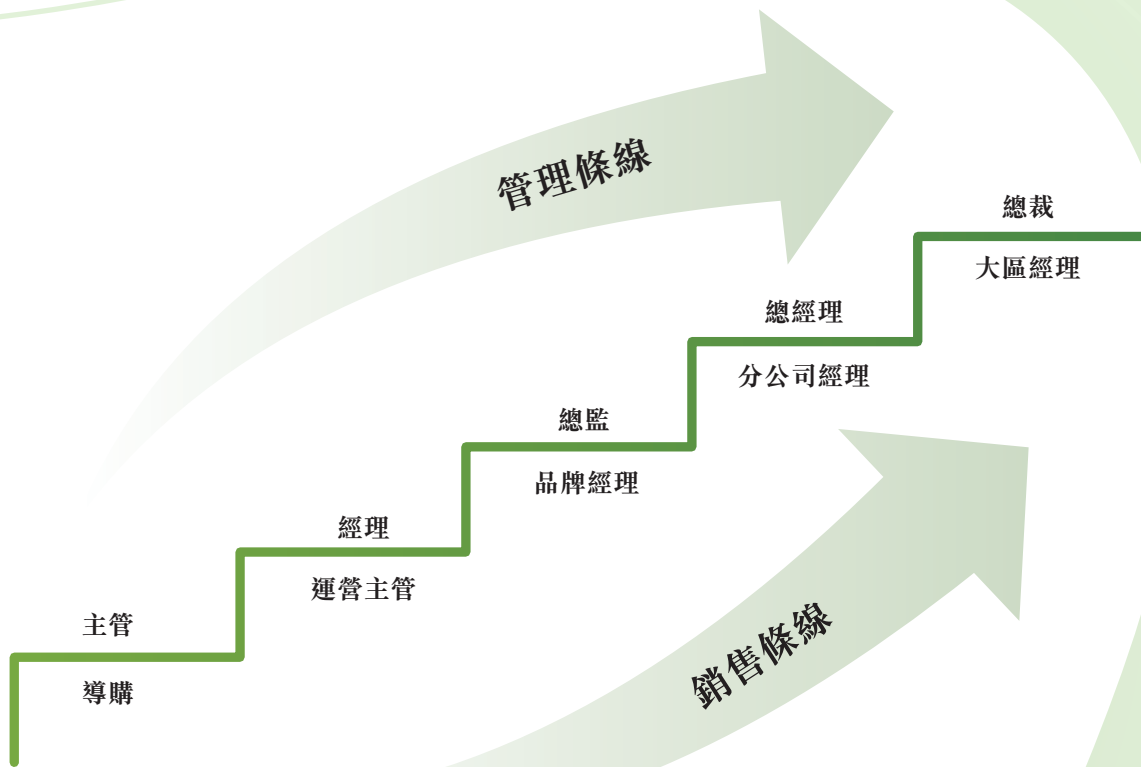 管理條線
總裁
大區經理
總經理
分公司經理
總監
品牌經理
經理
運營主管
主管
導購
銷售條線